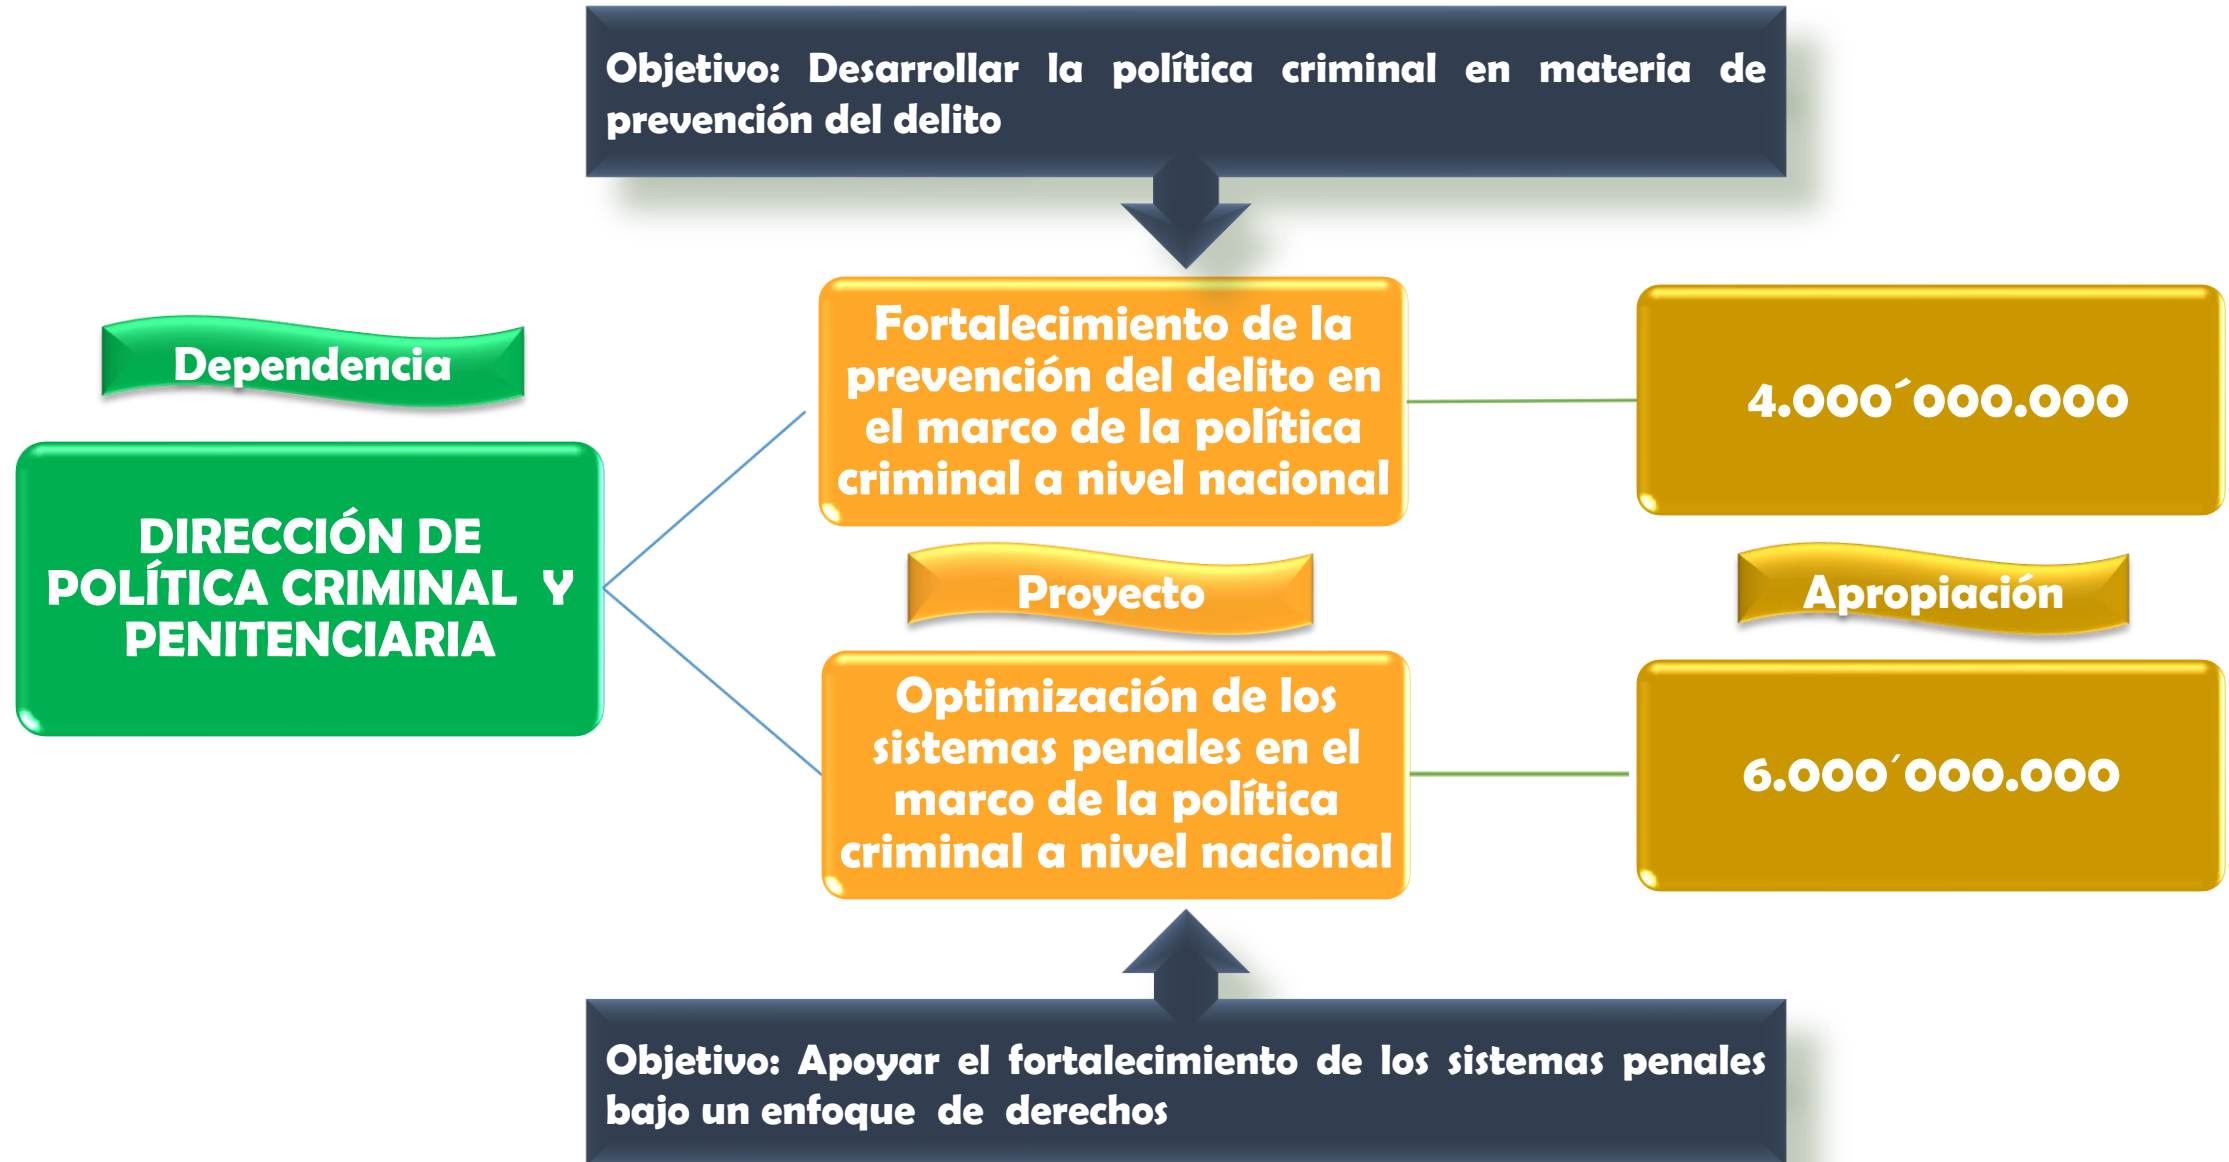 Objetivo: Desarrollar la política criminal en materia de
prevención del delito
Dependencia
DIRECCIÓN DE
POLÍTICA CRIMINAL Y
PENITENCIARIA
Fortalecimiento de la
prevención del delito en
el marco de la política
criminal a nivel nacional
4.000´000.000
Proyecto
Apropiación
Optimización de los
sistemas penales en el
marco de la política
criminal a nivel nacional
6.000´000.000
Objetivo: Apoyar el fortalecimiento de los sistemas penales
bajo un enfoque de derechos